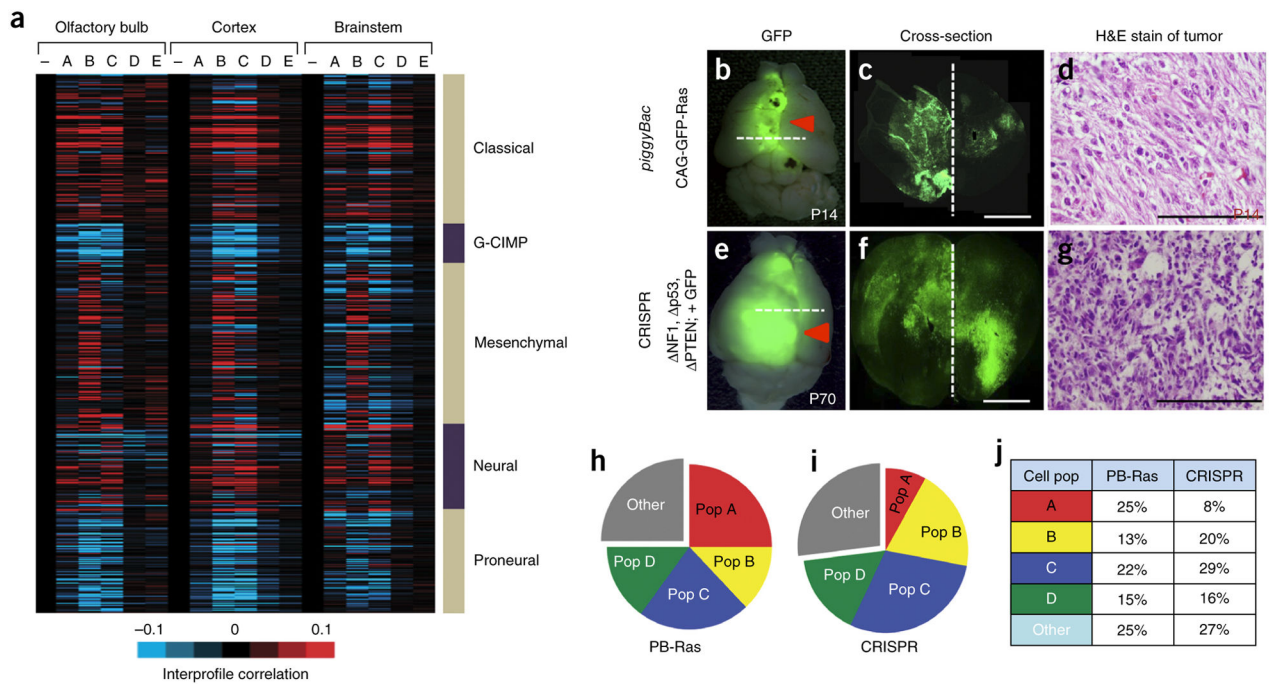 a
Olfactory bulb Cortex Brainstem
– A B C D E – A B C D E – A B C D E
Classical
G-CIMP
Mesenchymal
Neural
Proneural
–0.1 0 0.1
Interprofile correlation
GFP Cross-section H&E stain of tumor
piggyBac
CAG-GFP-Ras
b
P14
c
d
P14
CRISPR
ΔNF1, Δp53,
ΔPTEN; + GFP
e
P70
f
g
h
Other
Pop A
Pop D
Pop B
Pop C
PB-Ras
i
Other
Pop A
Pop B
Pop D
Pop C
CRISPR
j
Cell pop PB-Ras CRISPR
A 25% 8%
B 13% 20%
C 22% 29%
D 15% 16%
Other 25% 27%